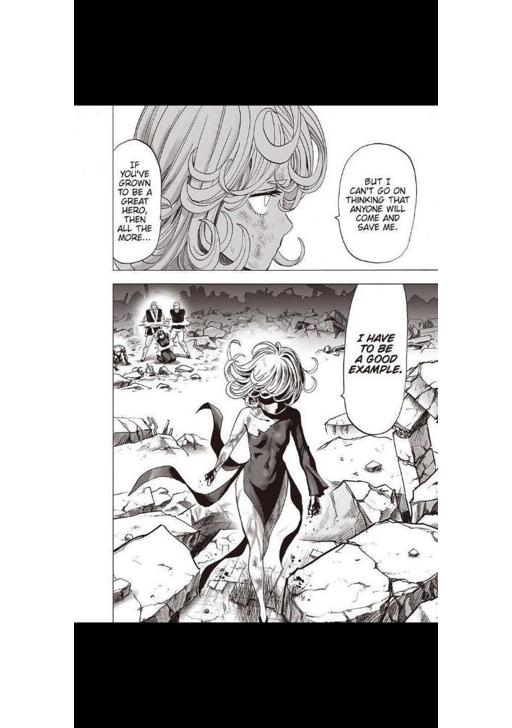 BUT I
CAN'T GO ON
THINKING THAT
ANYONE WILL
COME AND
SAVE ME.
IF
YOU'VE
GROWN
TO BE A
GREAT
HERO,
THEN
ALL THE
MORE...
I HAVE
TO BE
A GOOD
EXAMPLE.